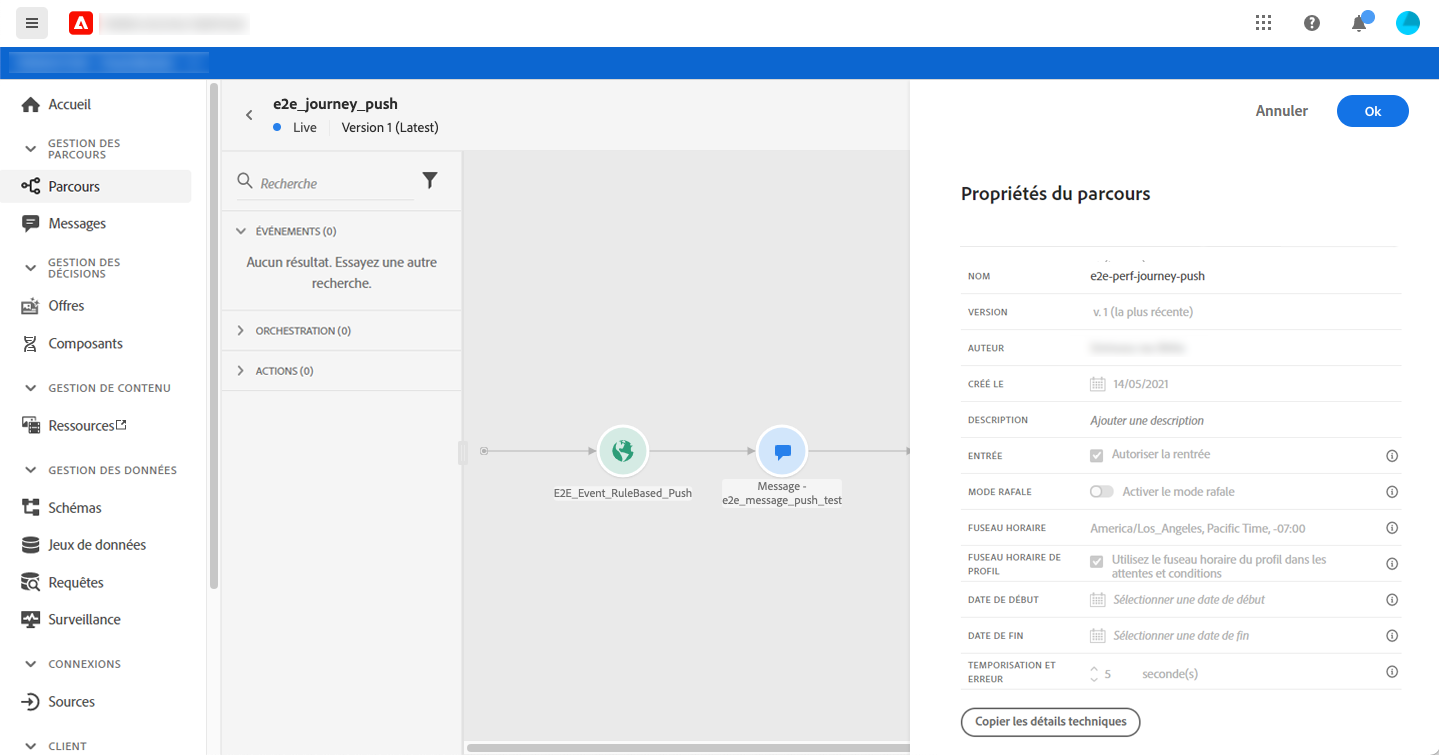 Accueil
GESTION DES
PARCOURS
Parcours
Messages
GESTION DES
DÉCISIONS
Offres
Composants
GESTION DE CONTENU
Ressources
GESTION DES DONNÉES
Schémas
Jeux de données
Requêtes
Surveillance
CONNEXIONS
Sources
CLIENT
e2e_journey_push
Live
Version 1 (Latest)
Recherche
ÉVÉNEMENTS (0)
Aucun résultat. Essayez une autre
recherche.
ORCHESTRATION (0)
ACTIONS (0)
E2E_Event_RuleBased_Push
Message -
e2e_message_push_test
Annuler
Ok
Propriétés du parcours
NOM
e2e-perf-journey-push
VERSION
v. 1 (la plus récente)
AUTEUR
CRÉÉ LE
14/05/2021
DESCRIPTION
Ajouter une description
ENTRÉE
Autoriser la rentrée
MODE RAFALE
Activer le mode rafale
FUSEAU HORAIRE
America/Los_Angeles, Pacific Time, -07:00
FUSEAU HORAIRE DE
PROFIL
Utilisez le fuseau horaire du profil dans les
attentes et conditions
DATE DE DÉBUT
Sélectionner une date de début
DATE DE FIN
Sélectionner une date de fin
TEMPORISATION ET
ERREUR
5 seconde(s)
Copier les détails techniques